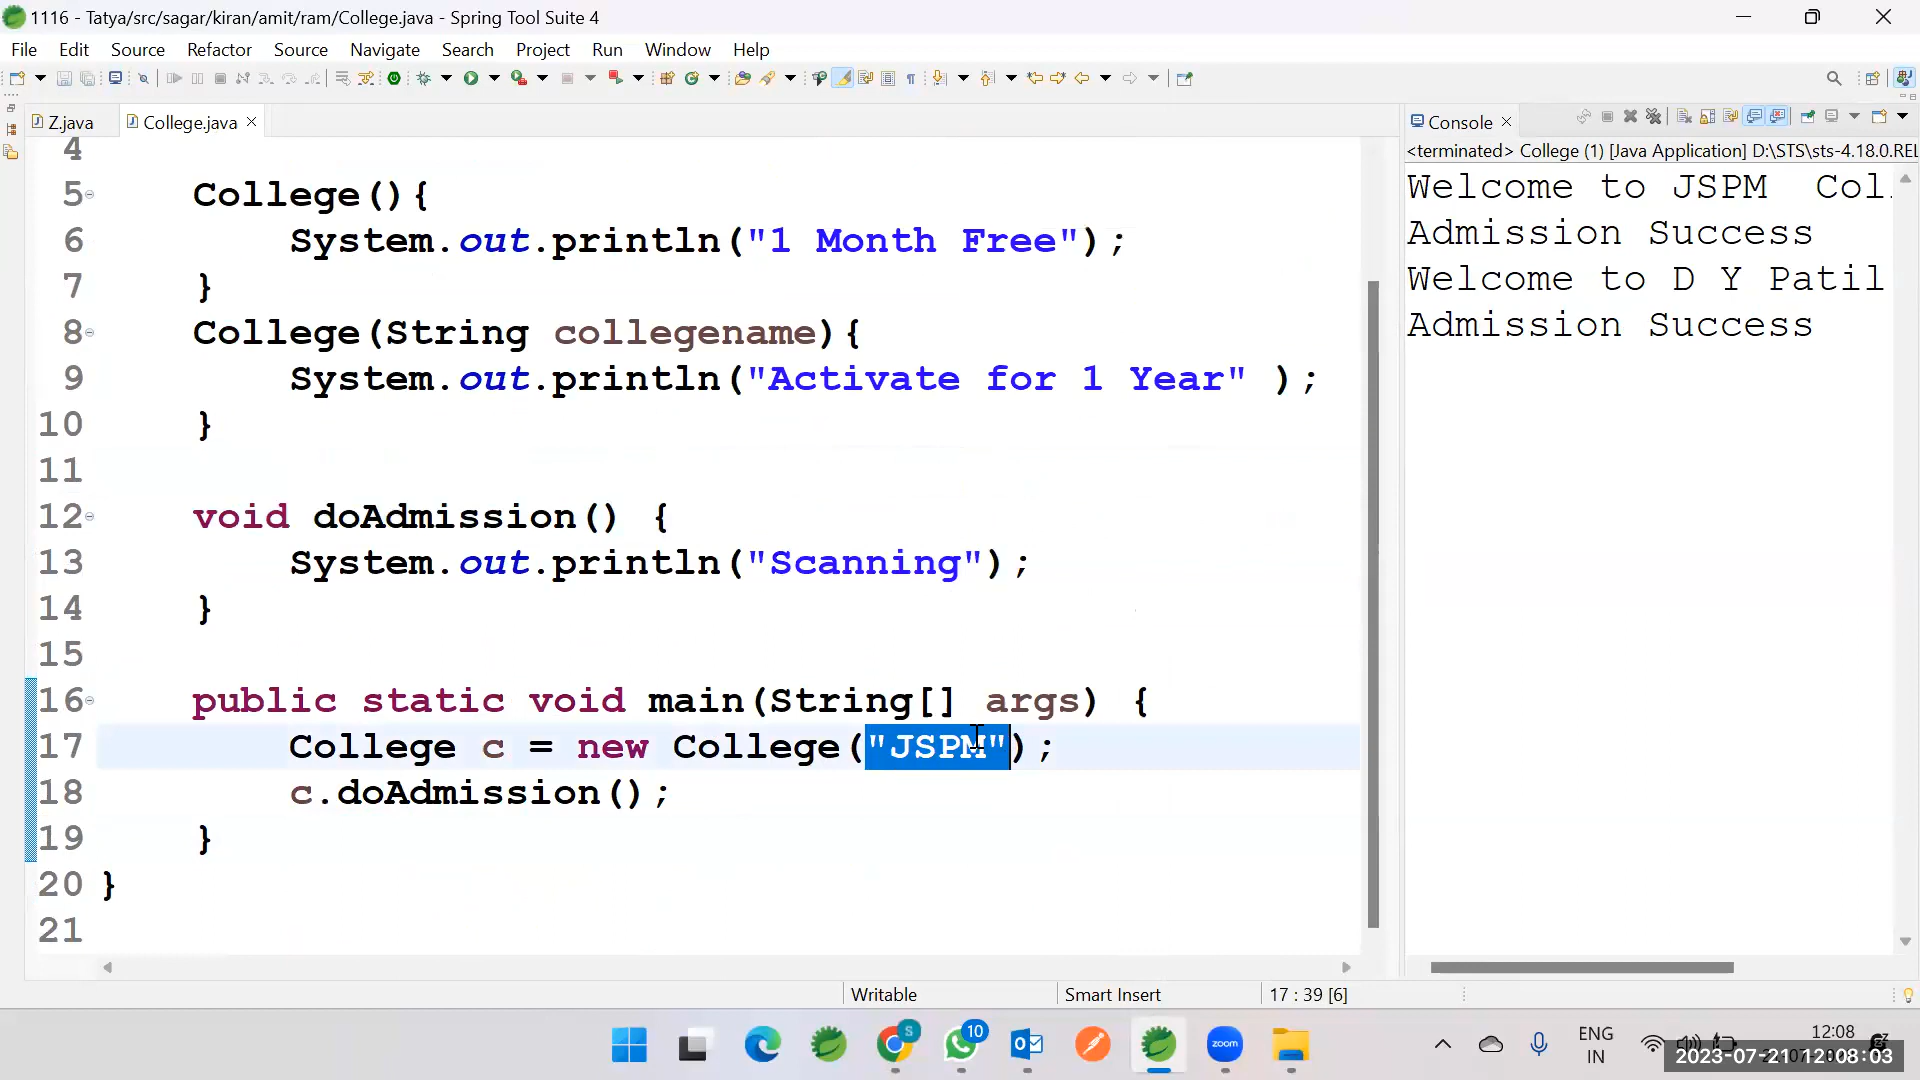 1116 - Tatya/src/sagar/kiran/amit/ram/College.java - Spring Tool Suite 4
File Edit Source Refactor Source Navigate Search Project Run Window Help
Z.java College.java
4
5 College(){
6 System.out.println("1 Month Free");
7 }
8 College(String collegename){
9 System.out.println("Activate for 1 Year" );
10 }
11
12 void doAdmission() {
13 System.out.println("Scanning");
14 }
15
16 public static void main(String[] args) {
17 College c = new College("JSPM");
18 c.doAdmission();
19 }
20 }
21
Console
<terminated> College (1) [Java Application] D:\STS\sts-4.18.0.REL
Welcome to JSPM Col
Admission Success
Welcome to D Y Patil
Admission Success
Writable Smart Insert 17 : 39 [6]
S 10 zoom
ENG
IN
12:08
2023-07-21 12:08:03